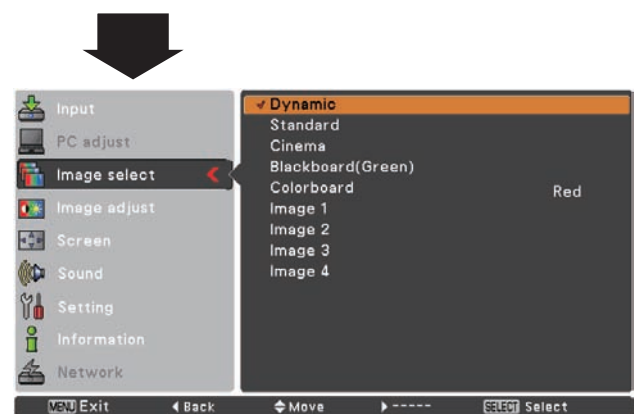 Input
PC adjust
Image select
Image adjust
Screen
Sound
Setting
Information
Network
Dynamic
Standard
Cinema
Blackboard(Green)
Colorboard Red
Image 1
Image 2
Image 3
Image 4
MENU Exit Back Move ----- SELECT Select